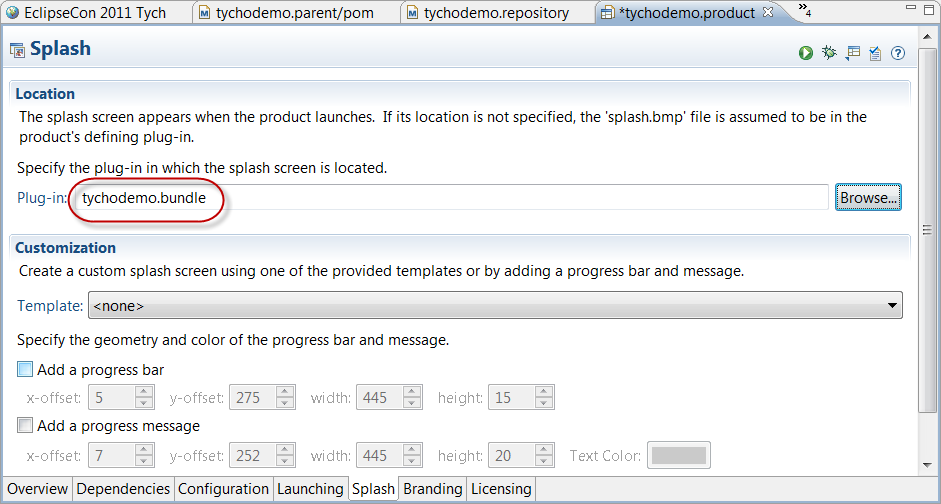 EclipseCon 2011 Tych tychodemo.parent/pom tychodemo.repository *tychodemo.product 4
Splash
Location
The splash screen appears when the product launches. If its location is not specified, the 'splash.bmp' file is assumed to be in the
product's defining plug-in.
Specify the plug-in in which the splash screen is located.
Plug-in: tychodemo.bundle Browse...
Customization
Create a custom splash screen using one of the provided templates or by adding a progress bar and message.
Template: <none>
Specify the geometry and color of the progress bar and message.
Add a progress bar
x-offset: 5 y-offset: 275 width: 445 height: 15
Add a progress message
x-offset: 7 y-offset: 252 width: 445 height: 20 Text Color:
Overview Dependencies Configuration Launching Splash Branding Licensing